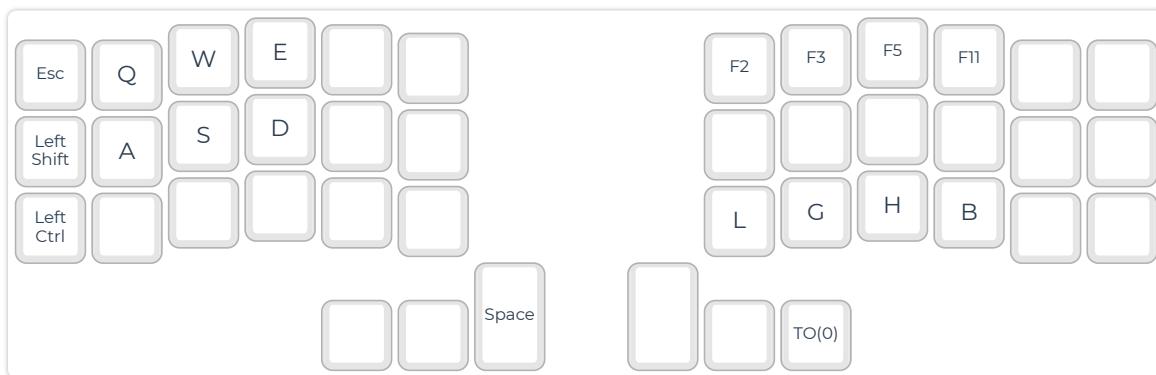 Esc
Q
W
E
F2
F3
F5
F11
Left
Shift
A
S
D
Left
Ctrl
L
G
H
B
Space
TO(0)